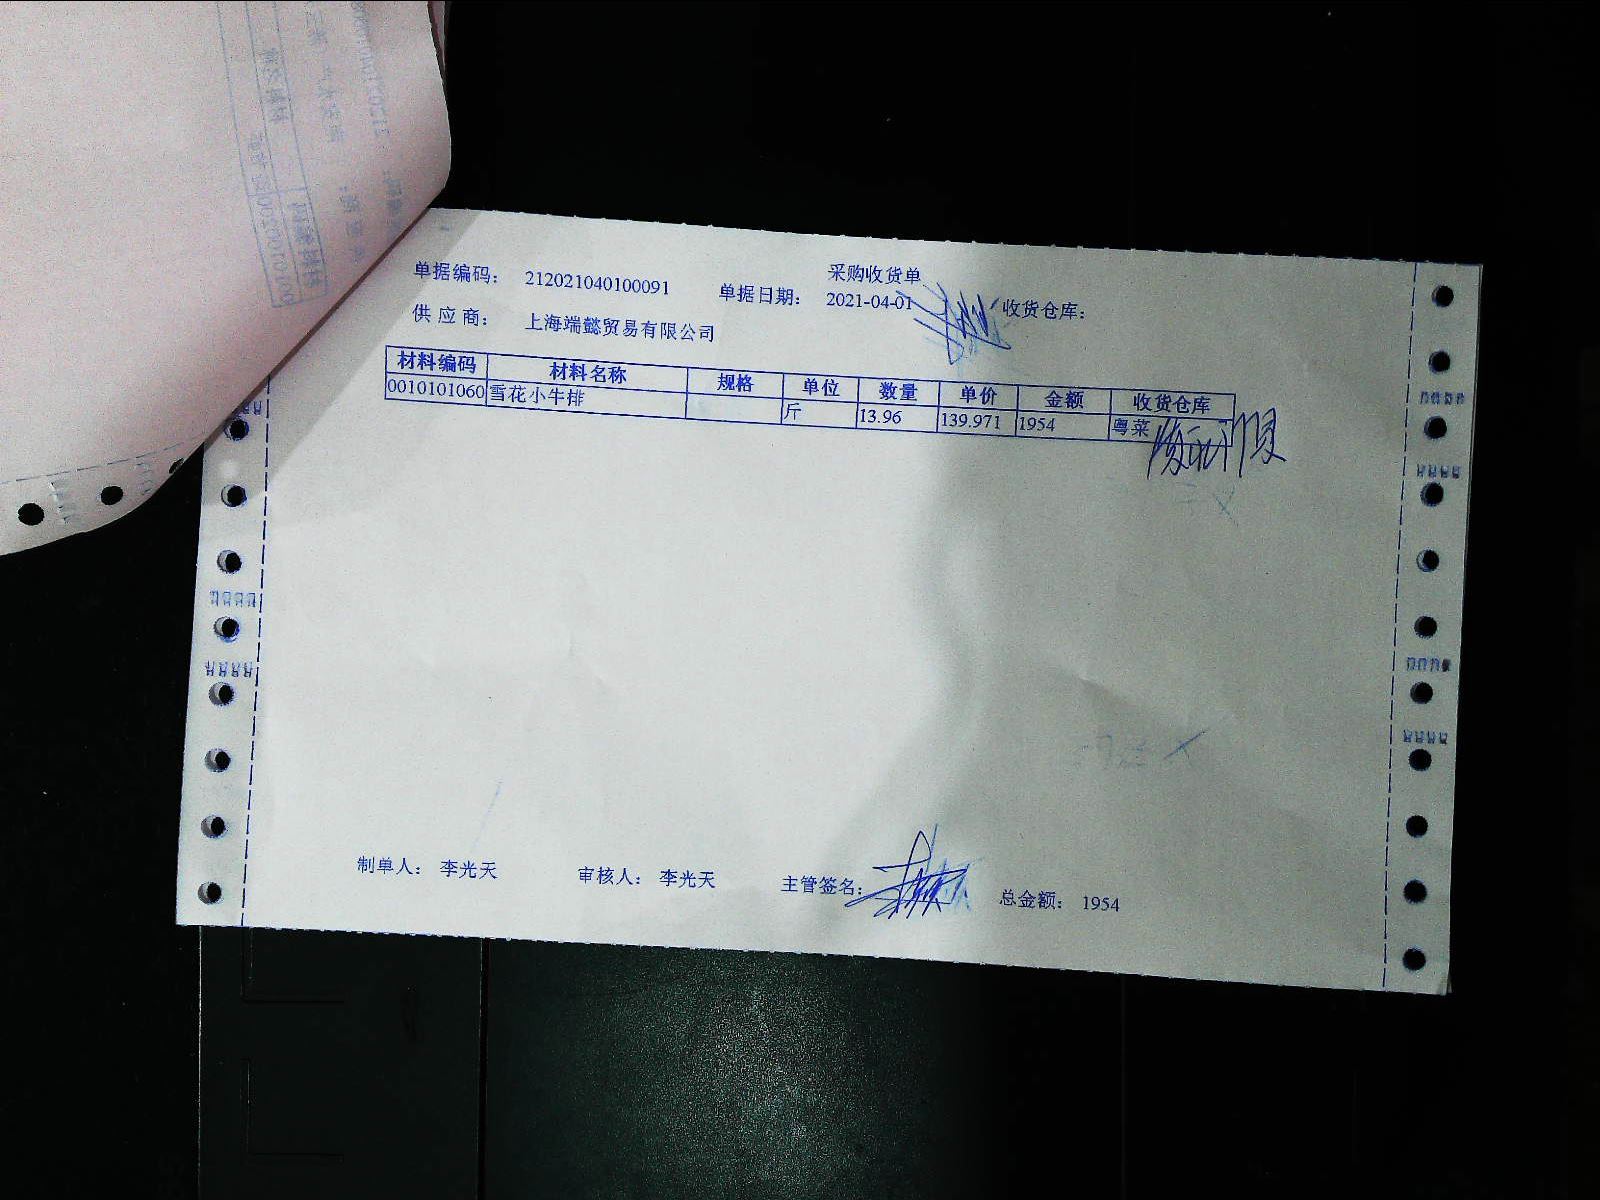 采购收货单
单据编码： 212021040100091 单据日期： 2021-04-01 收货仓库：
供 应 商： 上海端懿贸易有限公司
材料编码 材料名称 规格 单位 数量 单价 金额 收货仓库
0010101060 雪花小牛排 斤 13.96 139.971 1954 粤菜
制单人： 李光天 审核人： 李光天 主管签名： 总金额： 1954